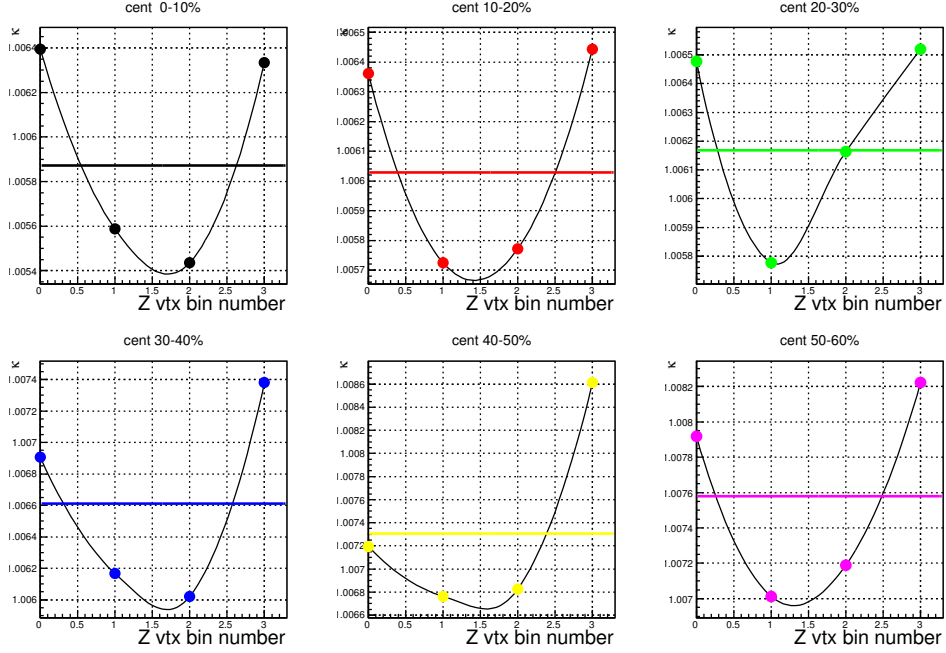 cent 0-10%
κ
1.0064
1.0062
1.006
1.0058
1.0056
1.0054
0 0.5 1 1.5 2 2.5 3
Z vtx bin number
cent 10-20%
κ
1.0065
1.0064
1.0063
1.0062
1.0061
1.006
1.0059
1.0058
1.0057
0 0.5 1 1.5 2 2.5 3
Z vtx bin number
cent 20-30%
κ
1.0065
1.0064
1.0063
1.0062
1.0061
1.006
1.0059
1.0058
0 0.5 1 1.5 2 2.5 3
Z vtx bin number
cent 30-40%
κ
1.0074
1.0072
1.007
1.0068
1.0066
1.0064
1.0062
1.006
0 0.5 1 1.5 2 2.5 3
Z vtx bin number
cent 40-50%
κ
1.0086
1.0084
1.0082
1.008
1.0078
1.0076
1.0074
1.0072
1.007
1.0068
1.0066
0 0.5 1 1.5 2 2.5 3
Z vtx bin number
cent 50-60%
κ
1.0082
1.008
1.0078
1.0076
1.0074
1.0072
1.007
0 0.5 1 1.5 2 2.5 3
Z vtx bin number